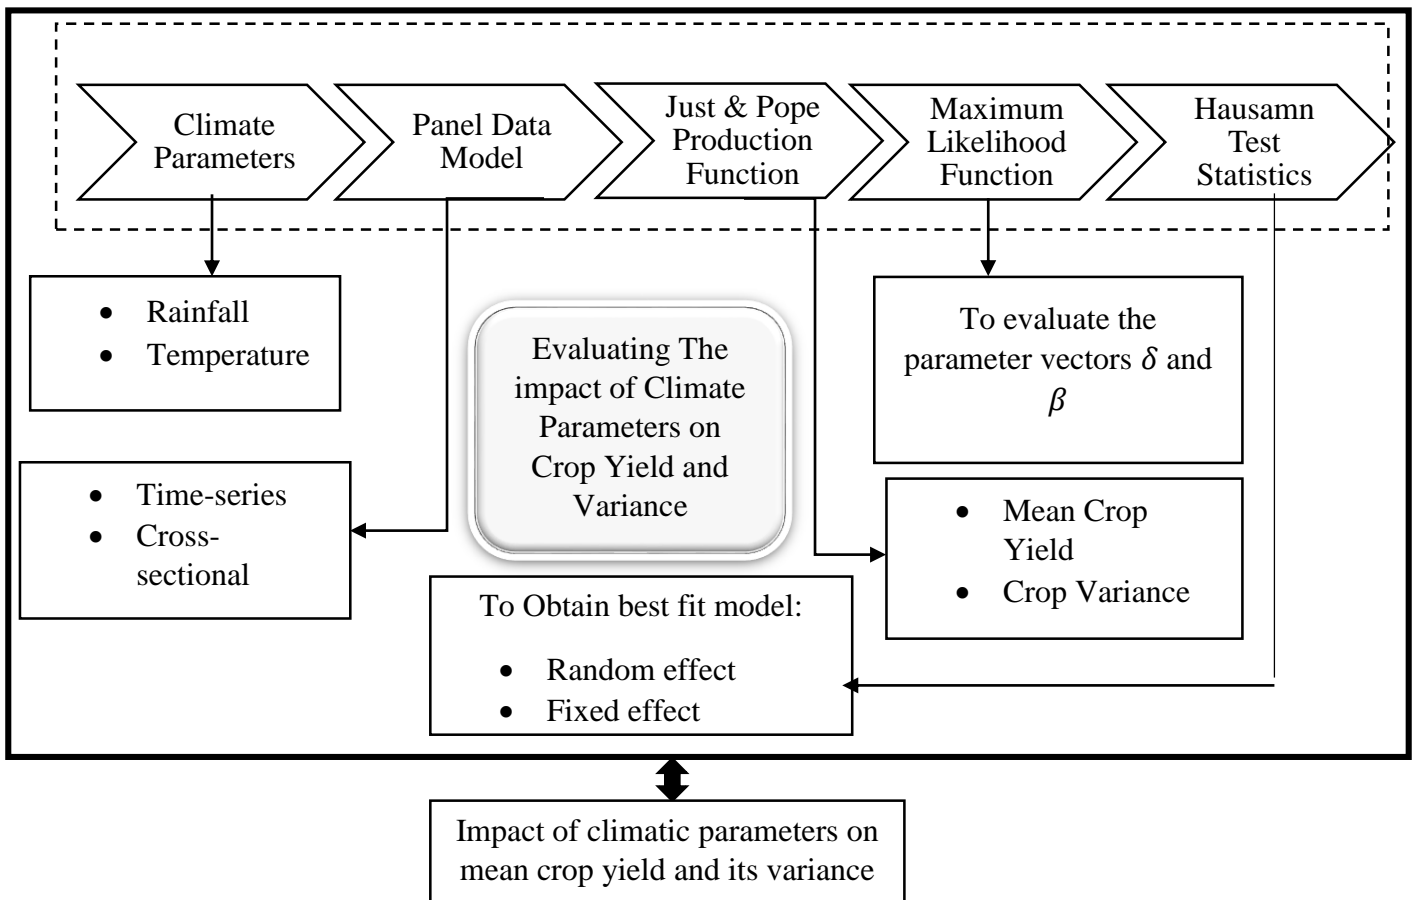 Climate
Parameters
Panel Data
Model
Just & Pope
Production
Function
Maximum
Likelihood
Function
Hausamn
Test
Statistics
• Rainfall
• Temperature
Evaluating The
impact of Climate
Parameters on
Crop Yield and
Variance
To evaluate the
parameter vectors δ and
β
• Time-series
• Cross-
sectional
• Mean Crop
Yield
• Crop Variance
To Obtain best fit model:
• Random effect
• Fixed effect
Impact of climatic parameters on
mean crop yield and its variance